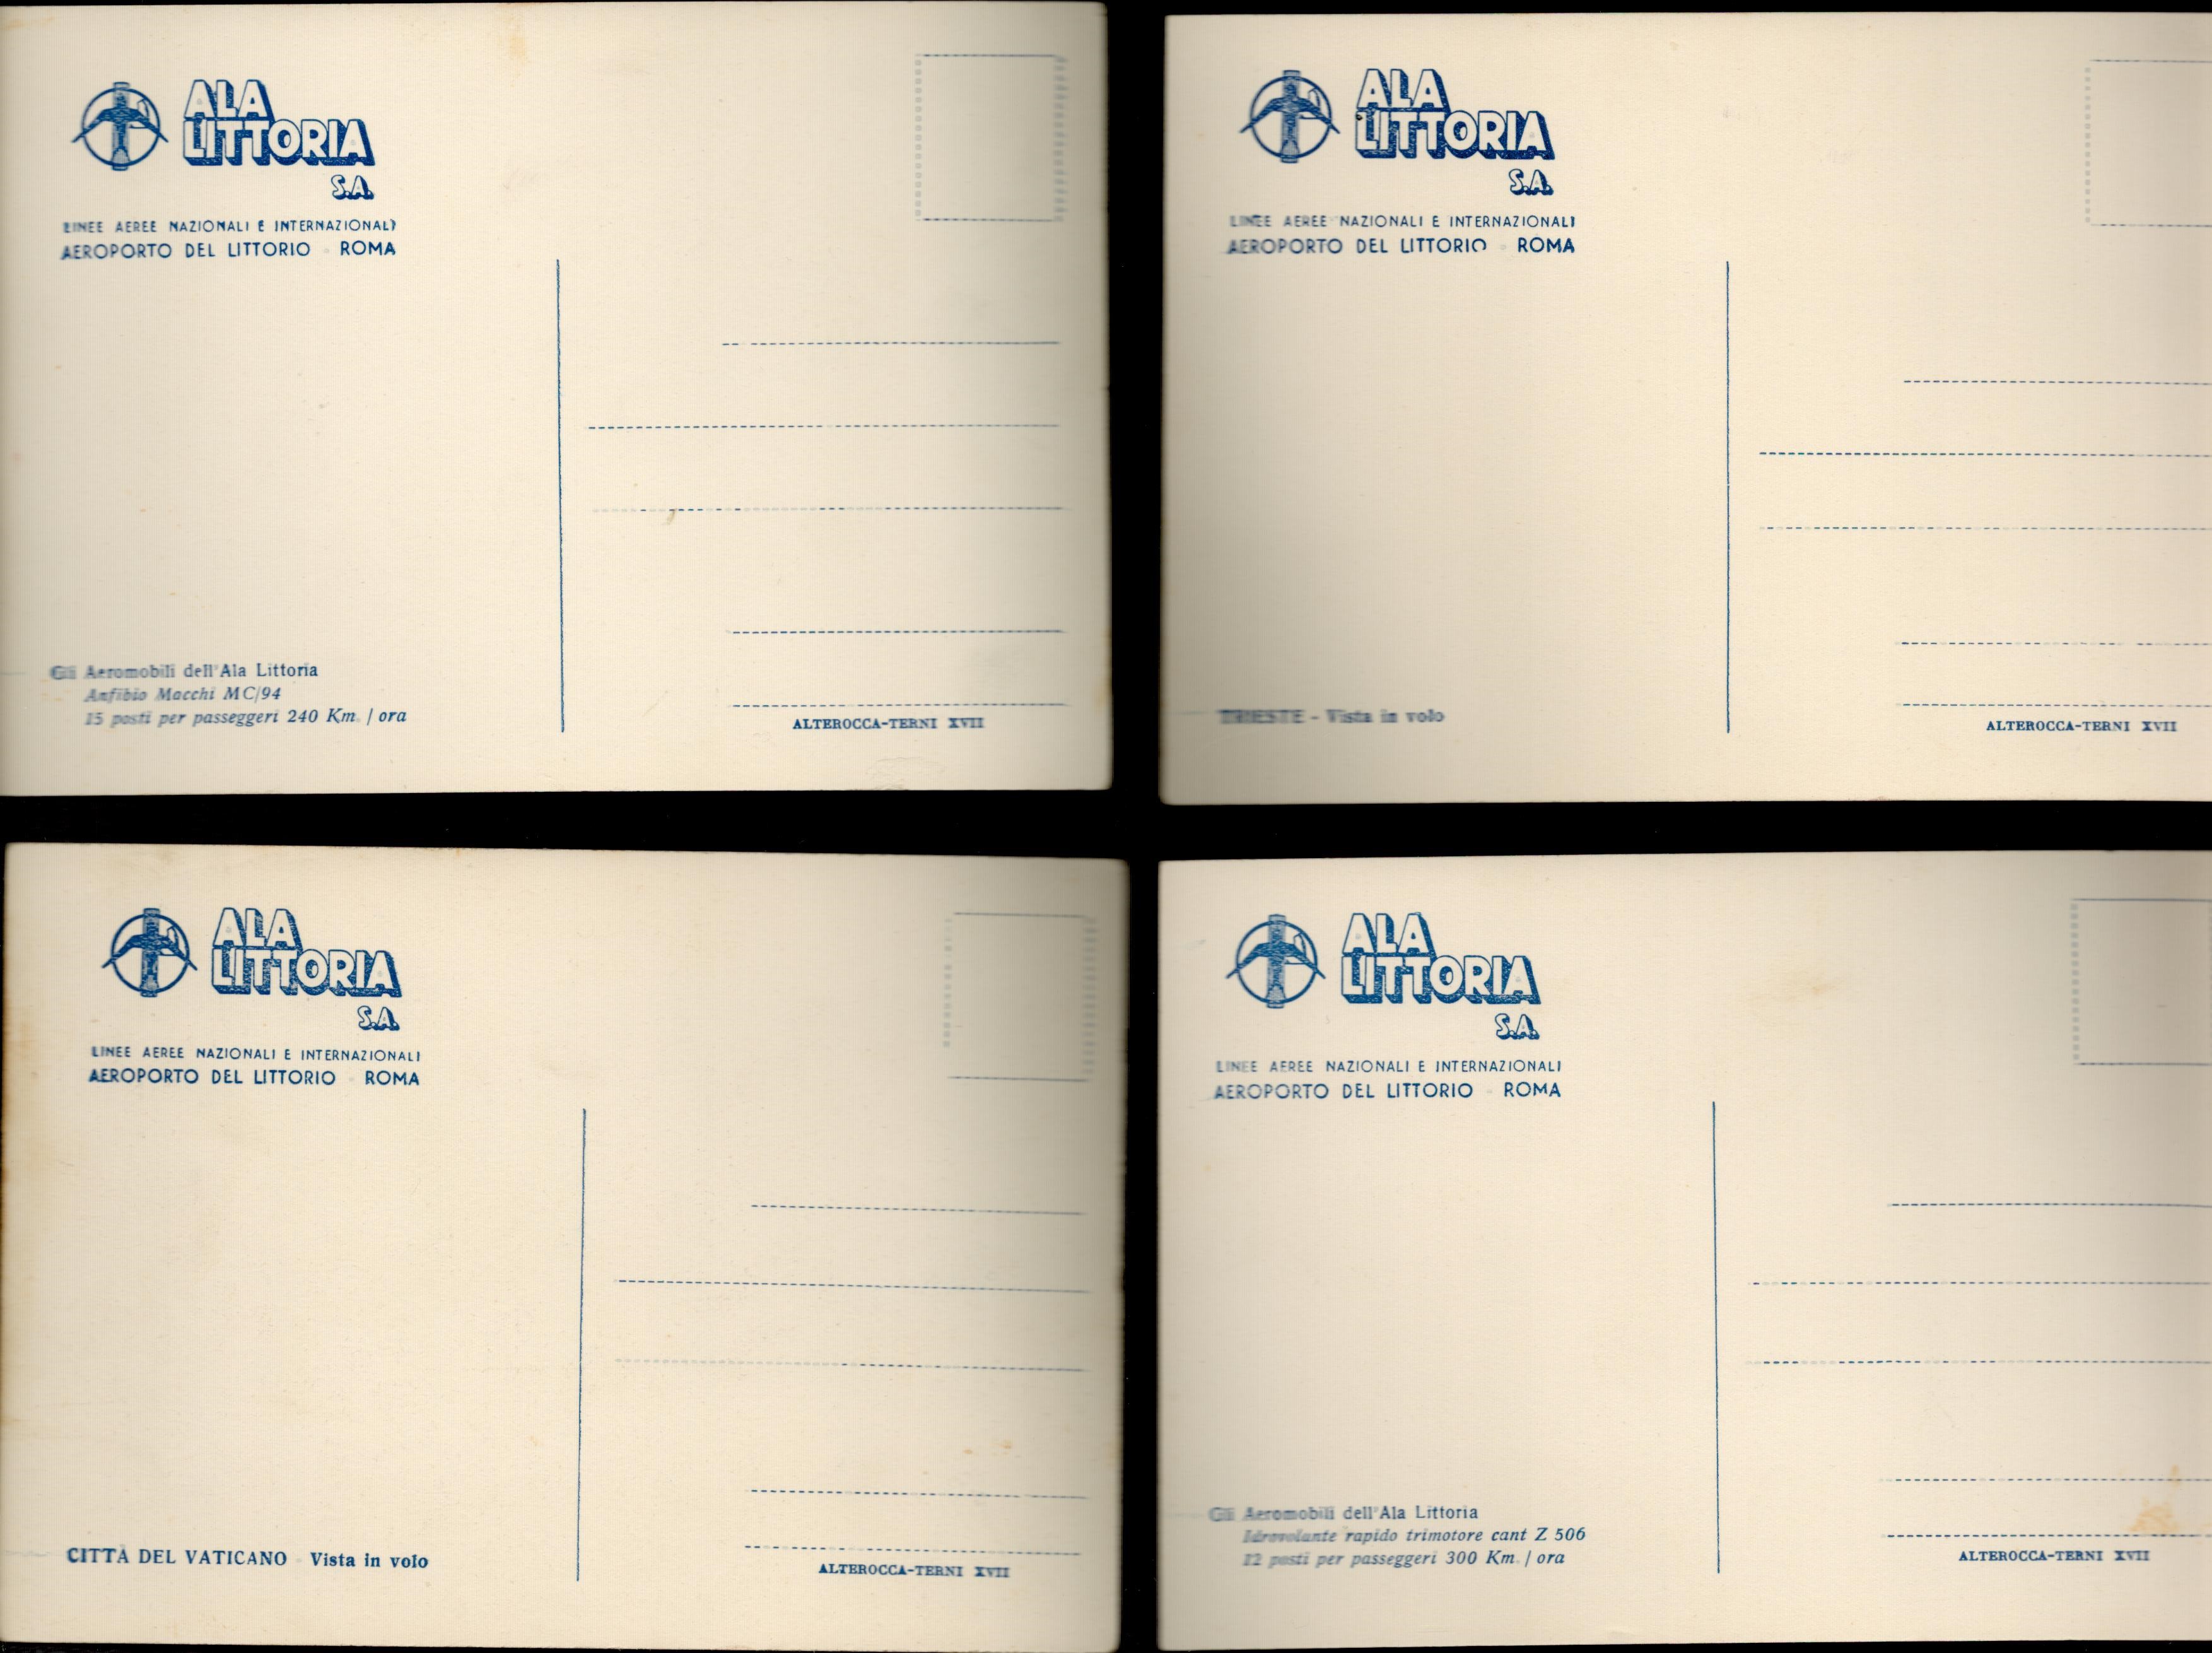 ALA
LITTORIA
S.A.
LINEE AEREE NAZIONALI E INTERNAZIONALI
AEROPORTO DEL LITTORIO - ROMA
Gli Aeromobili dell'Ala Littoria
Anfibio Macchi MC/94
15 posti per passeggeri 240 Km. / ora
ALTEROCCA-TERNI XVII
ALA
LITTORIA
S.A.
LINEE AEREE NAZIONALI E INTERNAZIONALI
AEROPORTO DEL LITTORIO - ROMA
TRIESTE - Vista in volo
ALTEROCCA-TERNI XVII
ALA
LITTORIA
S.A.
LINEE AEREE NAZIONALI E INTERNAZIONALI
AEROPORTO DEL LITTORIO - ROMA
CITTÀ DEL VATICANO - Vista in volo
ALTEROCCA-TERNI XVII
ALA
LITTORIA
S.A.
LINEE AEREE NAZIONALI E INTERNAZIONALI
AEROPORTO DEL LITTORIO - ROMA
Gli Aeromobili dell'Ala Littoria
Idrovolante rapido trimotore cant Z 506
12 posti per passeggeri 300 Km. / ora
ALTEROCCA-TERNI XVII